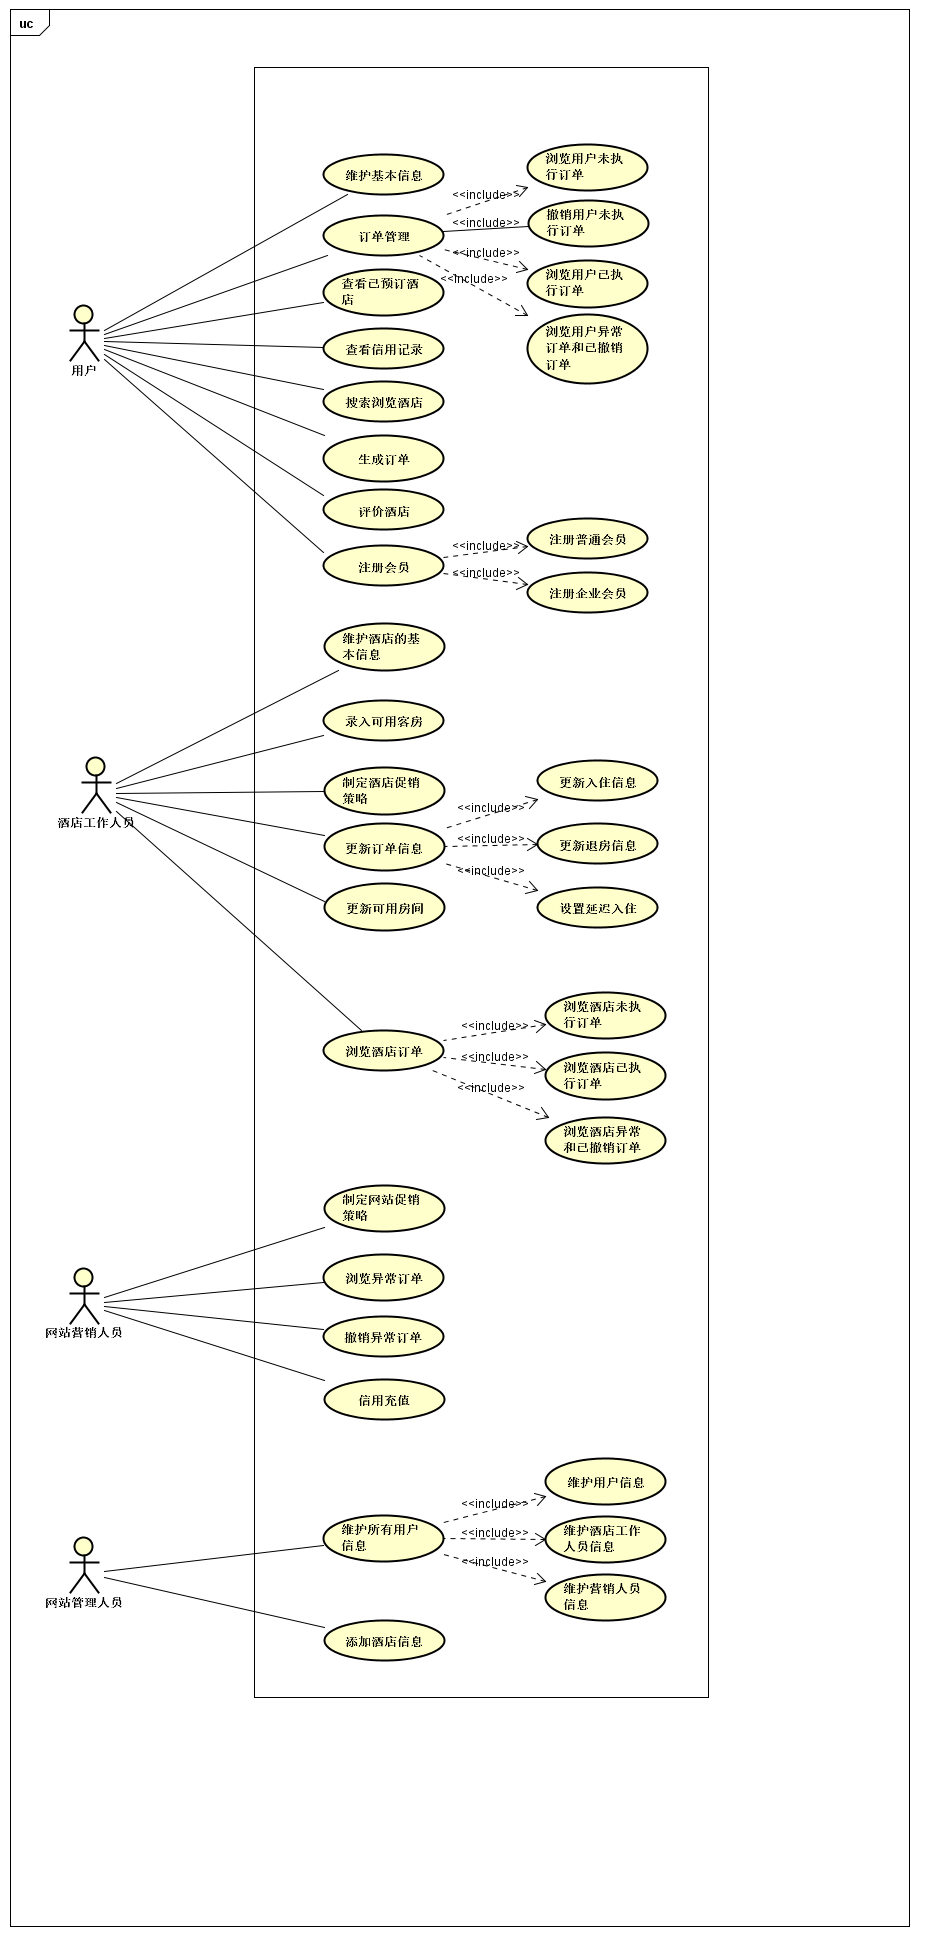 uc
维护基本信息
订单管理
查看已预订酒
店
查看信用记录
搜索浏览酒店
生成订单
评价酒店
注册会员
<<include>>
<<include>>
<<include>>
<<include>>
浏览用户未执
行订单
撤销用户未执
行订单
浏览用户已执
行订单
浏览用户异常
订单和已撤销
订单
用户
<<include>>
<<include>>
注册普通会员
注册企业会员
维护酒店的基
本信息
录入可用客房
制定酒店促销
策略
更新订单信息
更新可用房间
<<include>>
<<include>>
<<include>>
更新入住信息
更新退房信息
设置延迟入住
酒店工作人员
浏览酒店订单
<<include>>
<<include>>
<<include>>
浏览酒店未执
行订单
浏览酒店已执
行订单
浏览酒店异常
和已撤销订单
制定网站促销
策略
浏览异常订单
撤销异常订单
信用充值
网站营销人员
维护所有用户
信息
<<include>>
<<include>>
<<include>>
维护用户信息
维护酒店工作
人员信息
维护营销人员
信息
网站管理人员
添加酒店信息